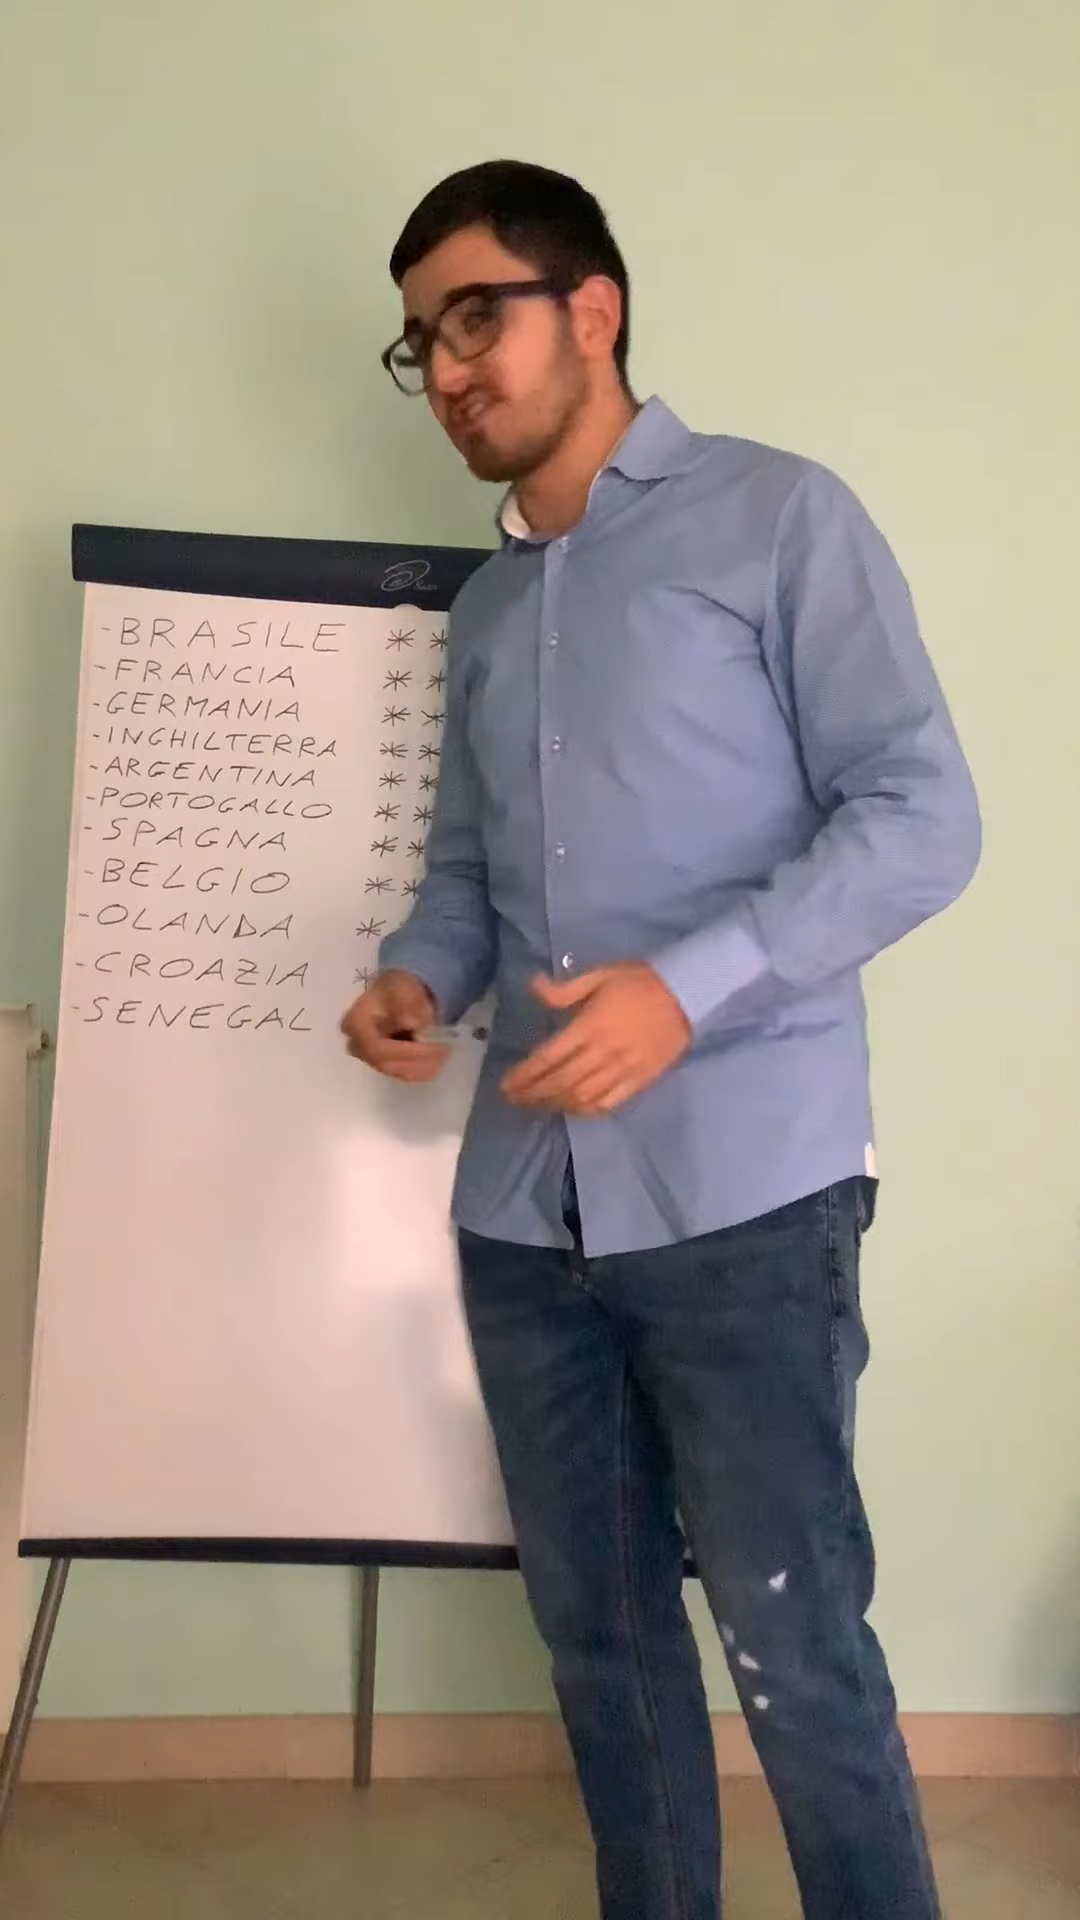 -BRASILE * *
-FRANCIA * *
-GERMANIA * *
-INGHILTERRA * *
-ARGENTINA * *
-PORTOGALLO * *
-SPAGNA * *
-BELGIO * *
-OLANDA *
-CROAZIA *
-SENEGAL